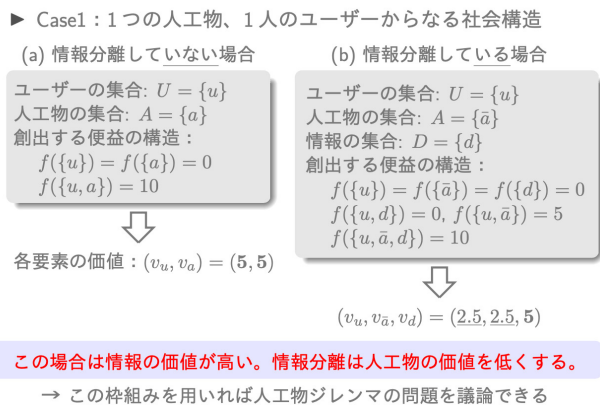 ▶ Case1：1つの人工物、1人のユーザーからなる社会構造
(a) 情報分離していない場合
ユーザーの集合: U = {u}
人工物の集合: A = {a}
創出する便益の構造：
f({u}) = f({a}) = 0
f({u, a}) = 10
各要素の価値：(v_u, v_a) = (5, 5)
(b) 情報分離している場合
ユーザーの集合: U = {u}
人工物の集合: A = {ā}
情報の集合: D = {d}
創出する便益の構造：
f({u}) = f({ā}) = f({d}) = 0
f({u, d}) = 0, f({u, ā}) = 5
f({u, ā, d}) = 10
(v_u, v_ā, v_d) = (2.5, 2.5, 5)
この場合は情報の価値が高い。情報分離は人工物の価値を低くする。
→ この枠組みを用いれば人工物ジレンマの問題を議論できる